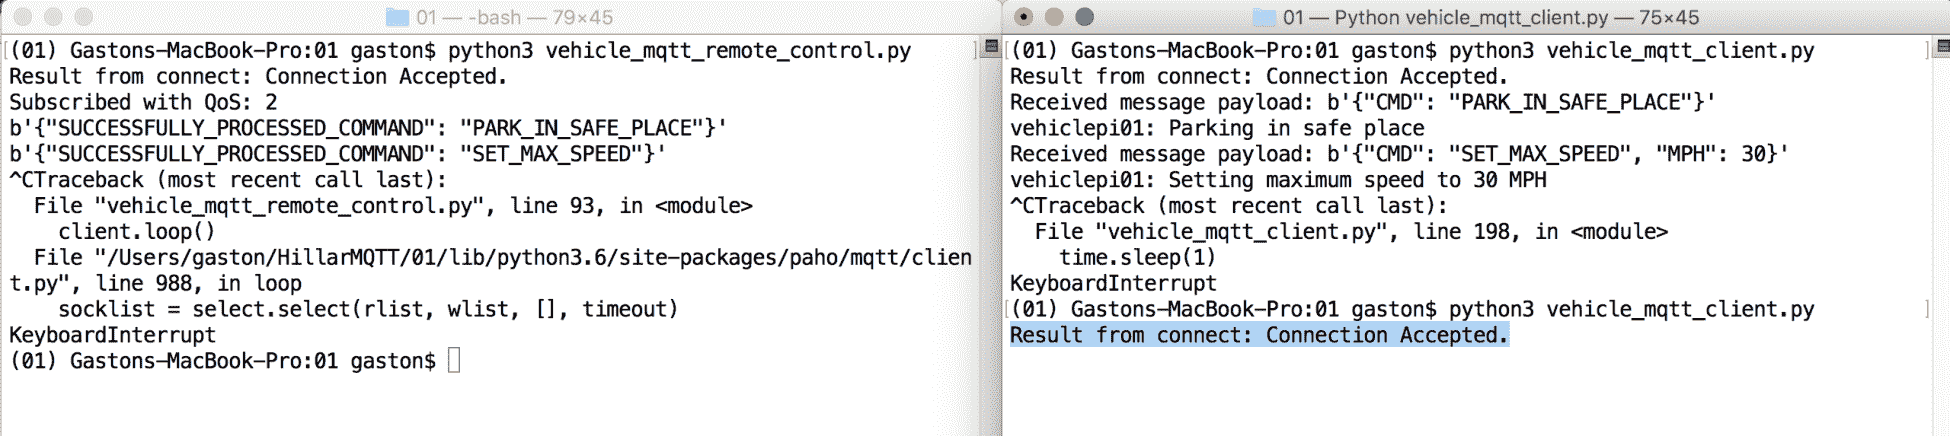 01 — -bash — 79×45
(01) Gastons-MacBook-Pro:01 gaston$ python3 vehicle_mqtt_remote_control.py
Result from connect: Connection Accepted.
Subscribed with QoS: 2
b'{"SUCCESSFULLY_PROCESSED_COMMAND": "PARK_IN_SAFE_PLACE"}'
b'{"SUCCESSFULLY_PROCESSED_COMMAND": "SET_MAX_SPEED"}'
^CTraceback (most recent call last):
  File "vehicle_mqtt_remote_control.py", line 93, in <module>
    client.loop()
  File "/Users/gaston/HillarMQTT/01/lib/python3.6/site-packages/paho/mqtt/clien
t.py", line 988, in loop
    socklist = select.select(rlist, wlist, [], timeout)
KeyboardInterrupt
(01) Gastons-MacBook-Pro:01 gaston$
01 — Python vehicle_mqtt_client.py — 75×45
(01) Gastons-MacBook-Pro:01 gaston$ python3 vehicle_mqtt_client.py
Result from connect: Connection Accepted.
Received message payload: b'{"CMD": "PARK_IN_SAFE_PLACE"}'
vehiclepi01: Parking in safe place
Received message payload: b'{"CMD": "SET_MAX_SPEED", "MPH": 30}'
vehiclepi01: Setting maximum speed to 30 MPH
^CTraceback (most recent call last):
  File "vehicle_mqtt_client.py", line 198, in <module>
    time.sleep(1)
KeyboardInterrupt
(01) Gastons-MacBook-Pro:01 gaston$ python3 vehicle_mqtt_client.py
Result from connect: Connection Accepted.